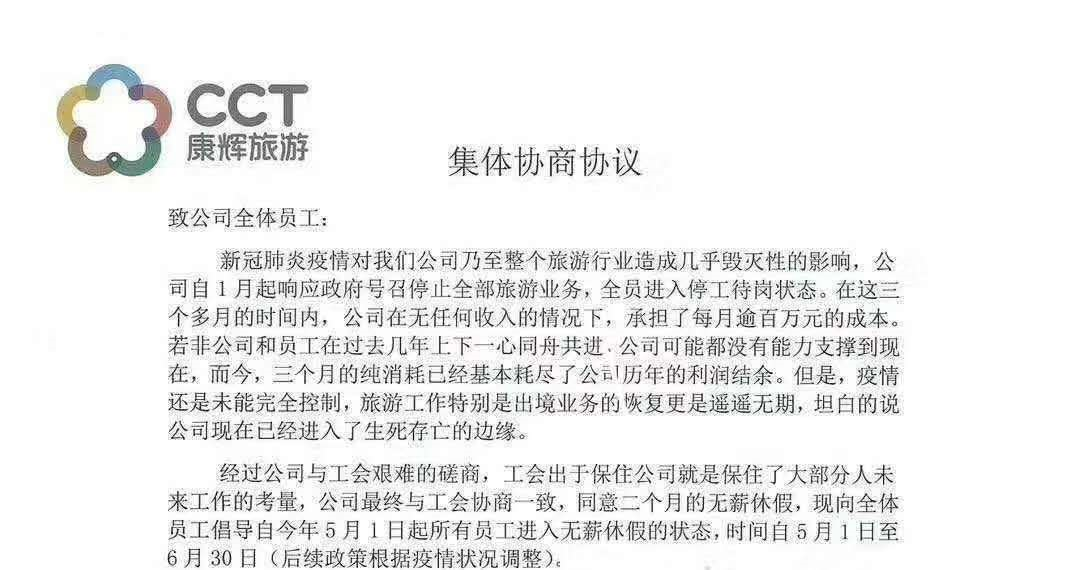 CCT
康辉旅游
集体协商协议
致公司全体员工：
新冠肺炎疫情对我们公司乃至整个旅游行业造成几乎毁灭性的影响，公
司自1月起响应政府号召停止全部旅游业务，全员进入停工待岗状态。在这三
个多月的时间内，公司在无任何收入的情况下，承担了每月逾百万元的成本。
若非公司和员工在过去几年上下一心同舟共进，公司可能都没有能力支撑到现
在，而今，三个月的纯消耗已经基本耗尽了公司历年的利润结余。但是，疫情
还是未能完全控制，旅游工作特别是出境业务的恢复更是遥遥无期，坦白的说
公司现在已经进入了生死存亡的边缘。
经过公司与工会艰难的磋商，工会出于保住公司就是保住了大部分人未
来工作的考量，公司最终与工会协商一致，同意二个月的无薪休假，现向全体
员工倡导自今年5月1日起所有员工进入无薪休假的状态，时间自5月1日至
6月30日（后续政策根据疫情状况调整）。